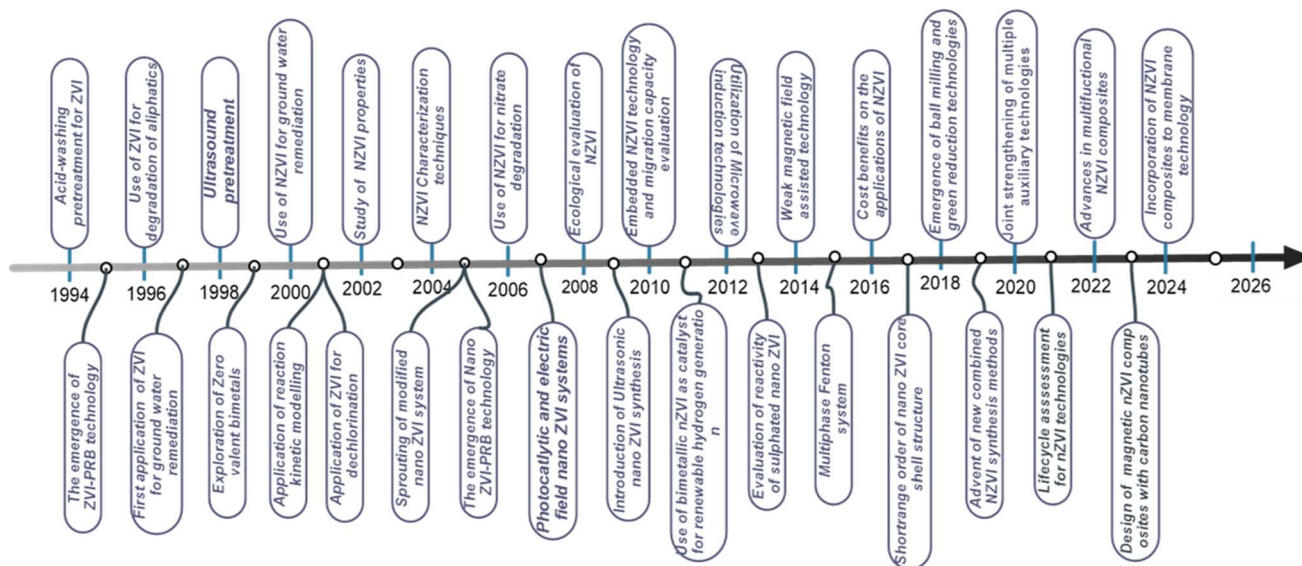 Acid-washing
pretreatment for ZVI
Use of ZVI for
degradation of aliphatics
Ultrasound
pretreatment
Use of NZVI for ground water
remediation
Study of NZVI properties
NZVI Characterization
techniques
Use of NZVI for nitrate
degradation
Ecological evaluation of
NZVI
Embedded NZVI technology
and migration capacity
evaluation
Utilization of Microwave
induction technologies
Weak magnetic field
assisted technology
Cost benefits on the
applications of NZVI
Emergence of ball milling and
green reduction technologies
Joint strengthening of multiple
auxiliary technologies
Advances in multifuctional
NZVI composites
Incorporation of NZVI
composites to membrane
technology
1994
1996
1998
2000
2002
2004
2006
2008
2010
2012
2014
2016
2018
2020
2022
2024
2026
The emergence of
ZVI-PRB technology
First application of ZVI
for ground water
remediation
Exploration of Zero
valent bimetals
Application of reaction
kinetic modelling
Application of ZVI for
dechlorination
Sprouting of modified
nano ZVI system
The emergence of Nano
ZVI-PRB technology
Photocatlytic and electric
field nano ZVI systems
Introduction of Ultrasonic
nano ZVI synthesis
Use of bimetallic nZVI as catalyst
for renewable hydrogen generatio
n
Evaluation of reactivity
of sulphated nano ZVI
Multiphase Fenton
system
Shortrange order of nano ZVI core
shell structure
Advent of new combined
NZVI synthesis methods
Lifecycle assessment
for nZVI technologies
Design of magnetic nZVI comp
osites with carbon nanotubes